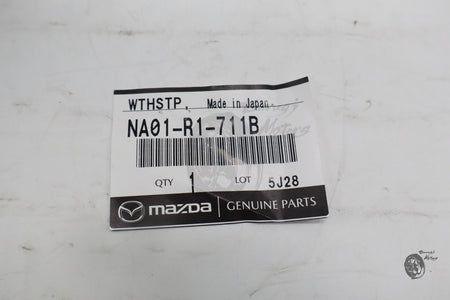 WTHSTP. Made in Japan
NA01-R1-711B
QTY 1 LOT 5J28
mazda GENUINE PARTS